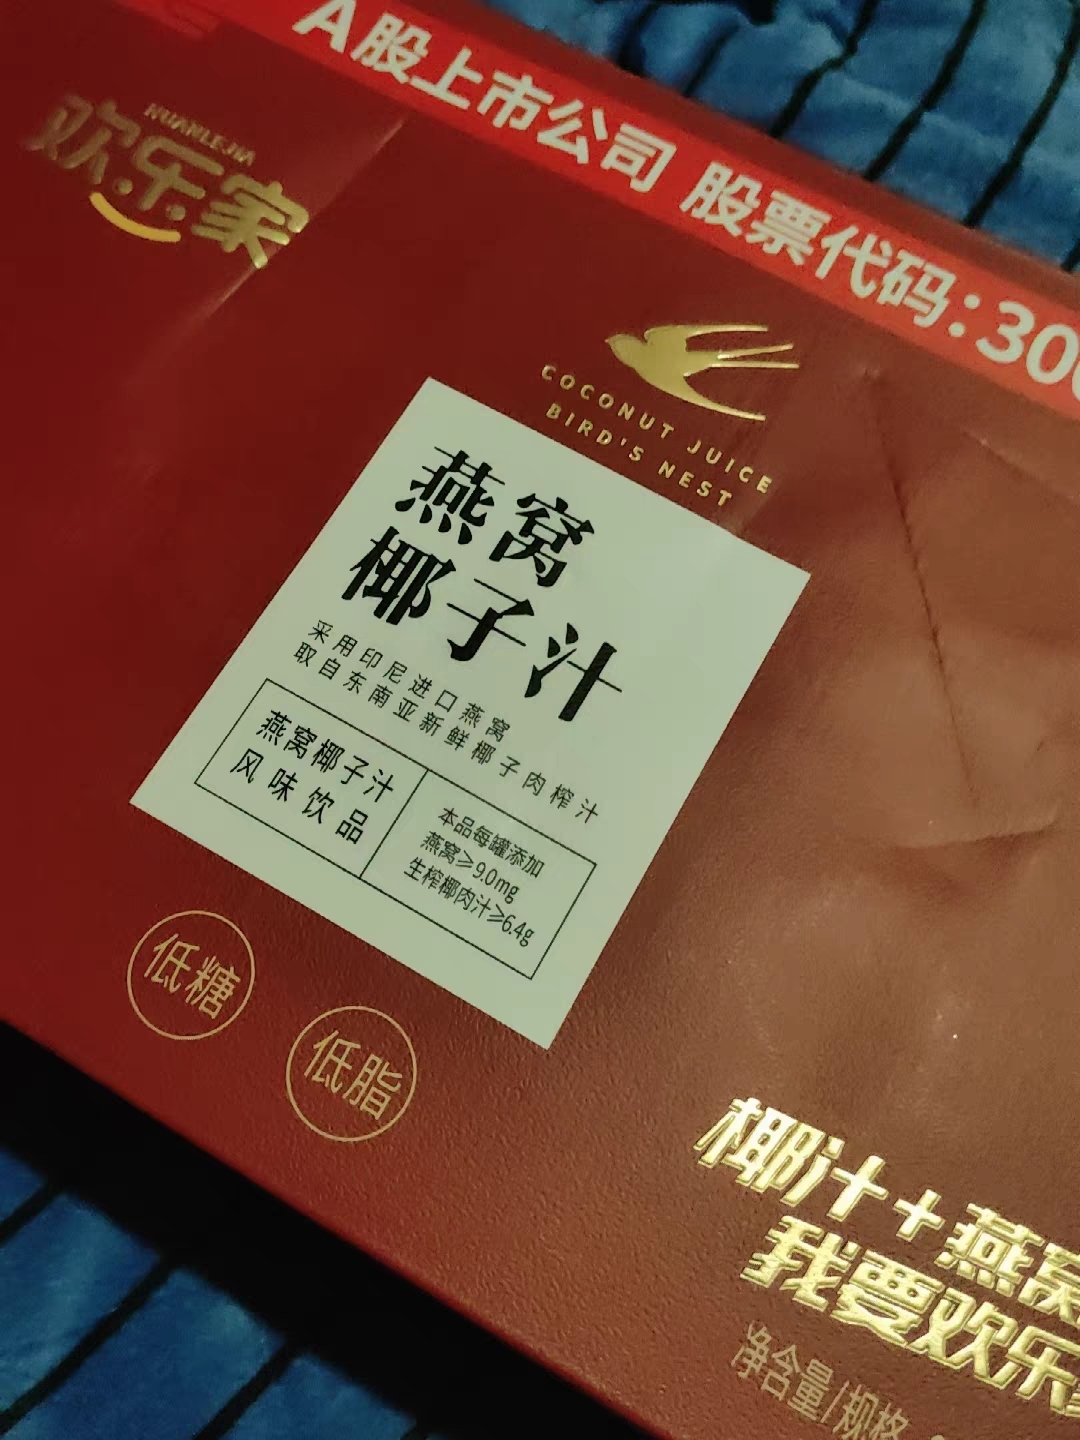 A股上市公司 股票代码:300
HUANLEJIA
欢乐家
COCONUT JUICE
BIRD'S NEST
燕窝
椰子汁
采用印尼进口燕窝
取自东南亚新鲜椰子肉榨汁
燕窝椰子汁
风味饮品
本品每罐添加
燕窝≥9.0mg
生榨椰肉汁≥6.4g
低糖
低脂
椰汁+燕窝
我要欢乐
净含量/规格